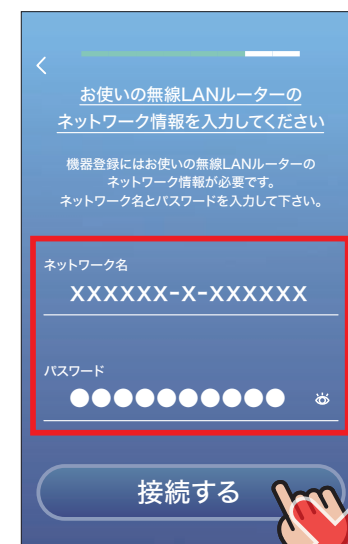 お使いの無線LANルーターの
ネットワーク情報を入力してください
機器登録にはお使いの無線LANルーターの
ネットワーク情報が必要です。
ネットワーク名とパスワードを入力して下さい。
ネットワーク名
XXXXXX-X-XXXXXX
パスワード
●●●●●●●●●●
接続する